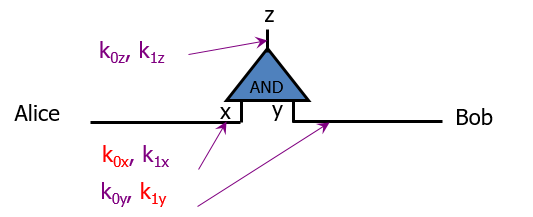 z
k0z, k1z
AND
x y
Alice
Bob
k0x, k1x
k0y, k1y